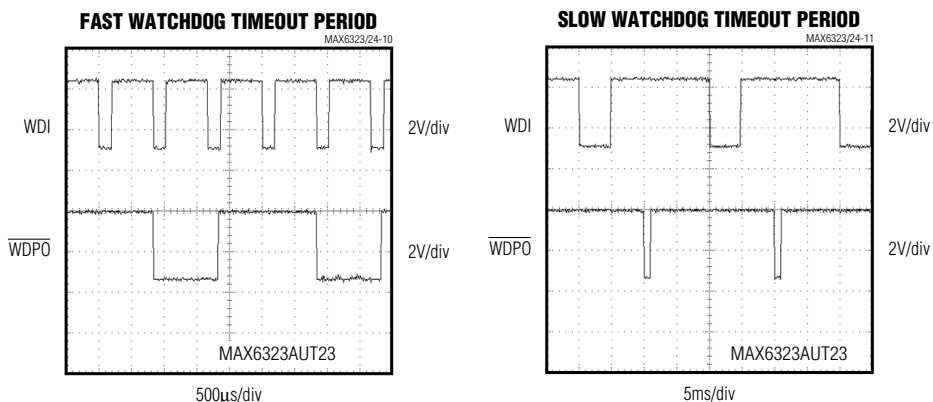 FAST WATCHDOG TIMEOUT PERIOD
MAX6323/24-10
WDI
2V/div
WDPO
2V/div
MAX6323AUT23
500µs/div
SLOW WATCHDOG TIMEOUT PERIOD
MAX6323/24-11
WDI
2V/div
WDPO
2V/div
MAX6323AUT23
5ms/div